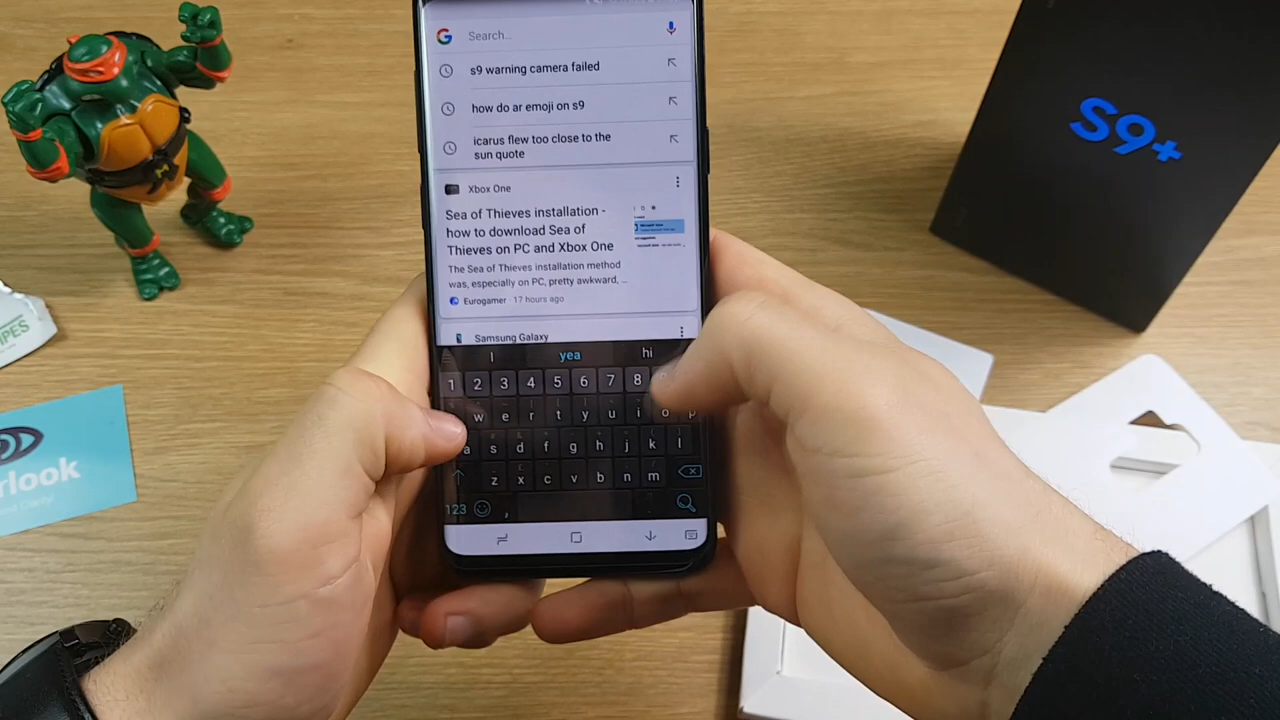 Search...
s9 warning camera failed
how do ar emoji on s9
icarus flew too close to the
sun quote
Xbox One
Sea of Thieves installation -
how to download Sea of
Thieves on PC and Xbox One
The Sea of Thieves installation method
was, especially on PC, pretty awkward, ...
Eurogamer · 17 hours ago
Samsung Galaxy
I yea hi
1 2 3 4 5 6 7 8
w e r t y u i o p
a s d f g h j k l
z x c v b n m
123 ,
S9+
IPES
rlook